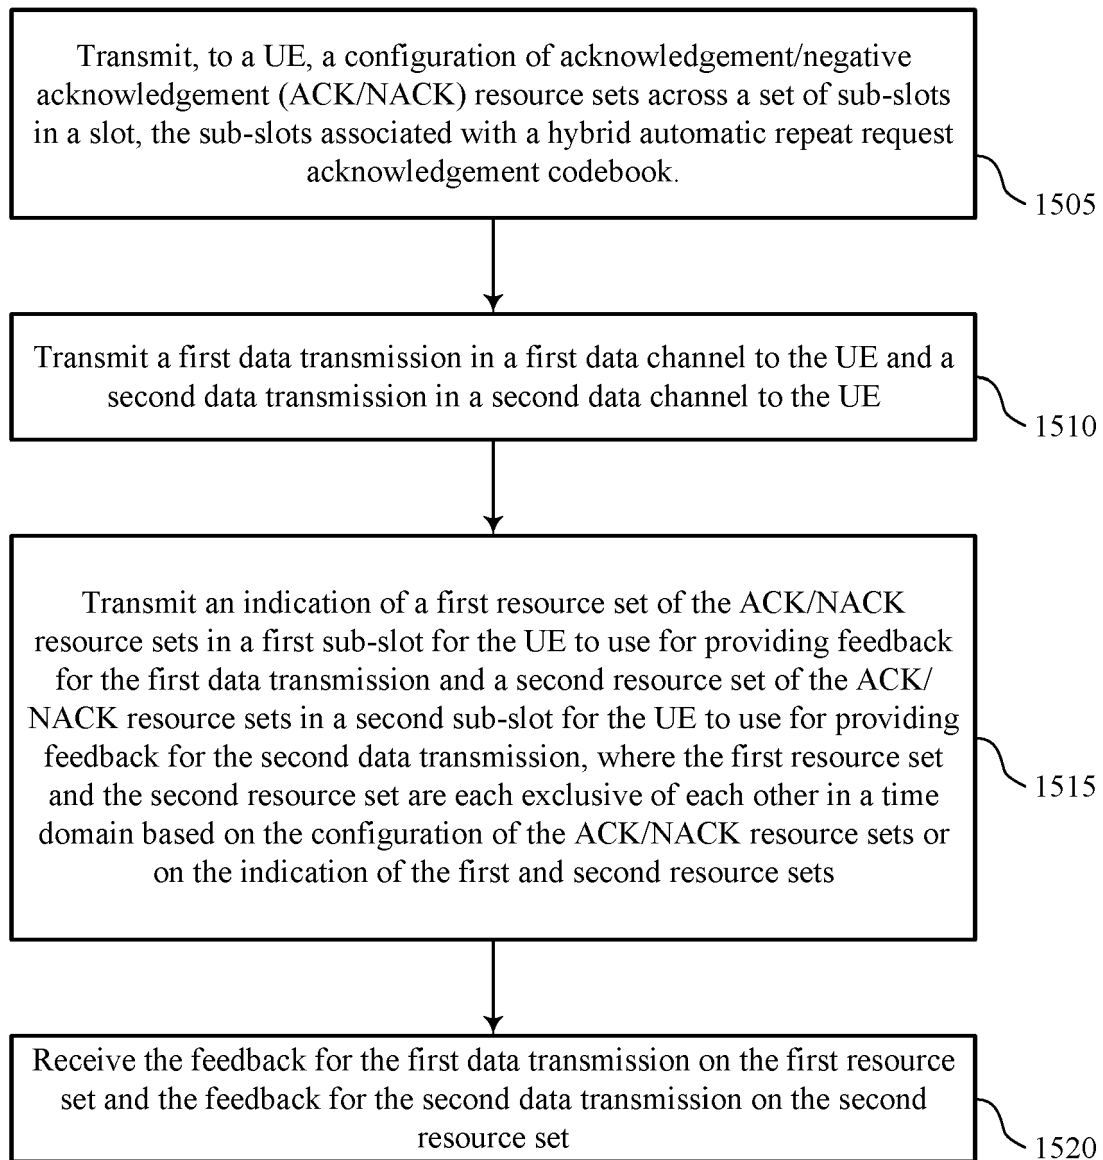 Transmit, to a UE, a configuration of acknowledgement/negative
acknowledgement (ACK/NACK) resource sets across a set of sub-slots
in a slot, the sub-slots associated with a hybrid automatic repeat request
acknowledgement codebook.
1505
Transmit a first data transmission in a first data channel to the UE and a
second data transmission in a second data channel to the UE
1510
Transmit an indication of a first resource set of the ACK/NACK
resource sets in a first sub-slot for the UE to use for providing feedback
for the first data transmission and a second resource set of the ACK/
NACK resource sets in a second sub-slot for the UE to use for providing
feedback for the second data transmission, where the first resource set
and the second resource set are each exclusive of each other in a time
domain based on the configuration of the ACK/NACK resource sets or
on the indication of the first and second resource sets
1515
Receive the feedback for the first data transmission on the first resource
set and the feedback for the second data transmission on the second
resource set
1520